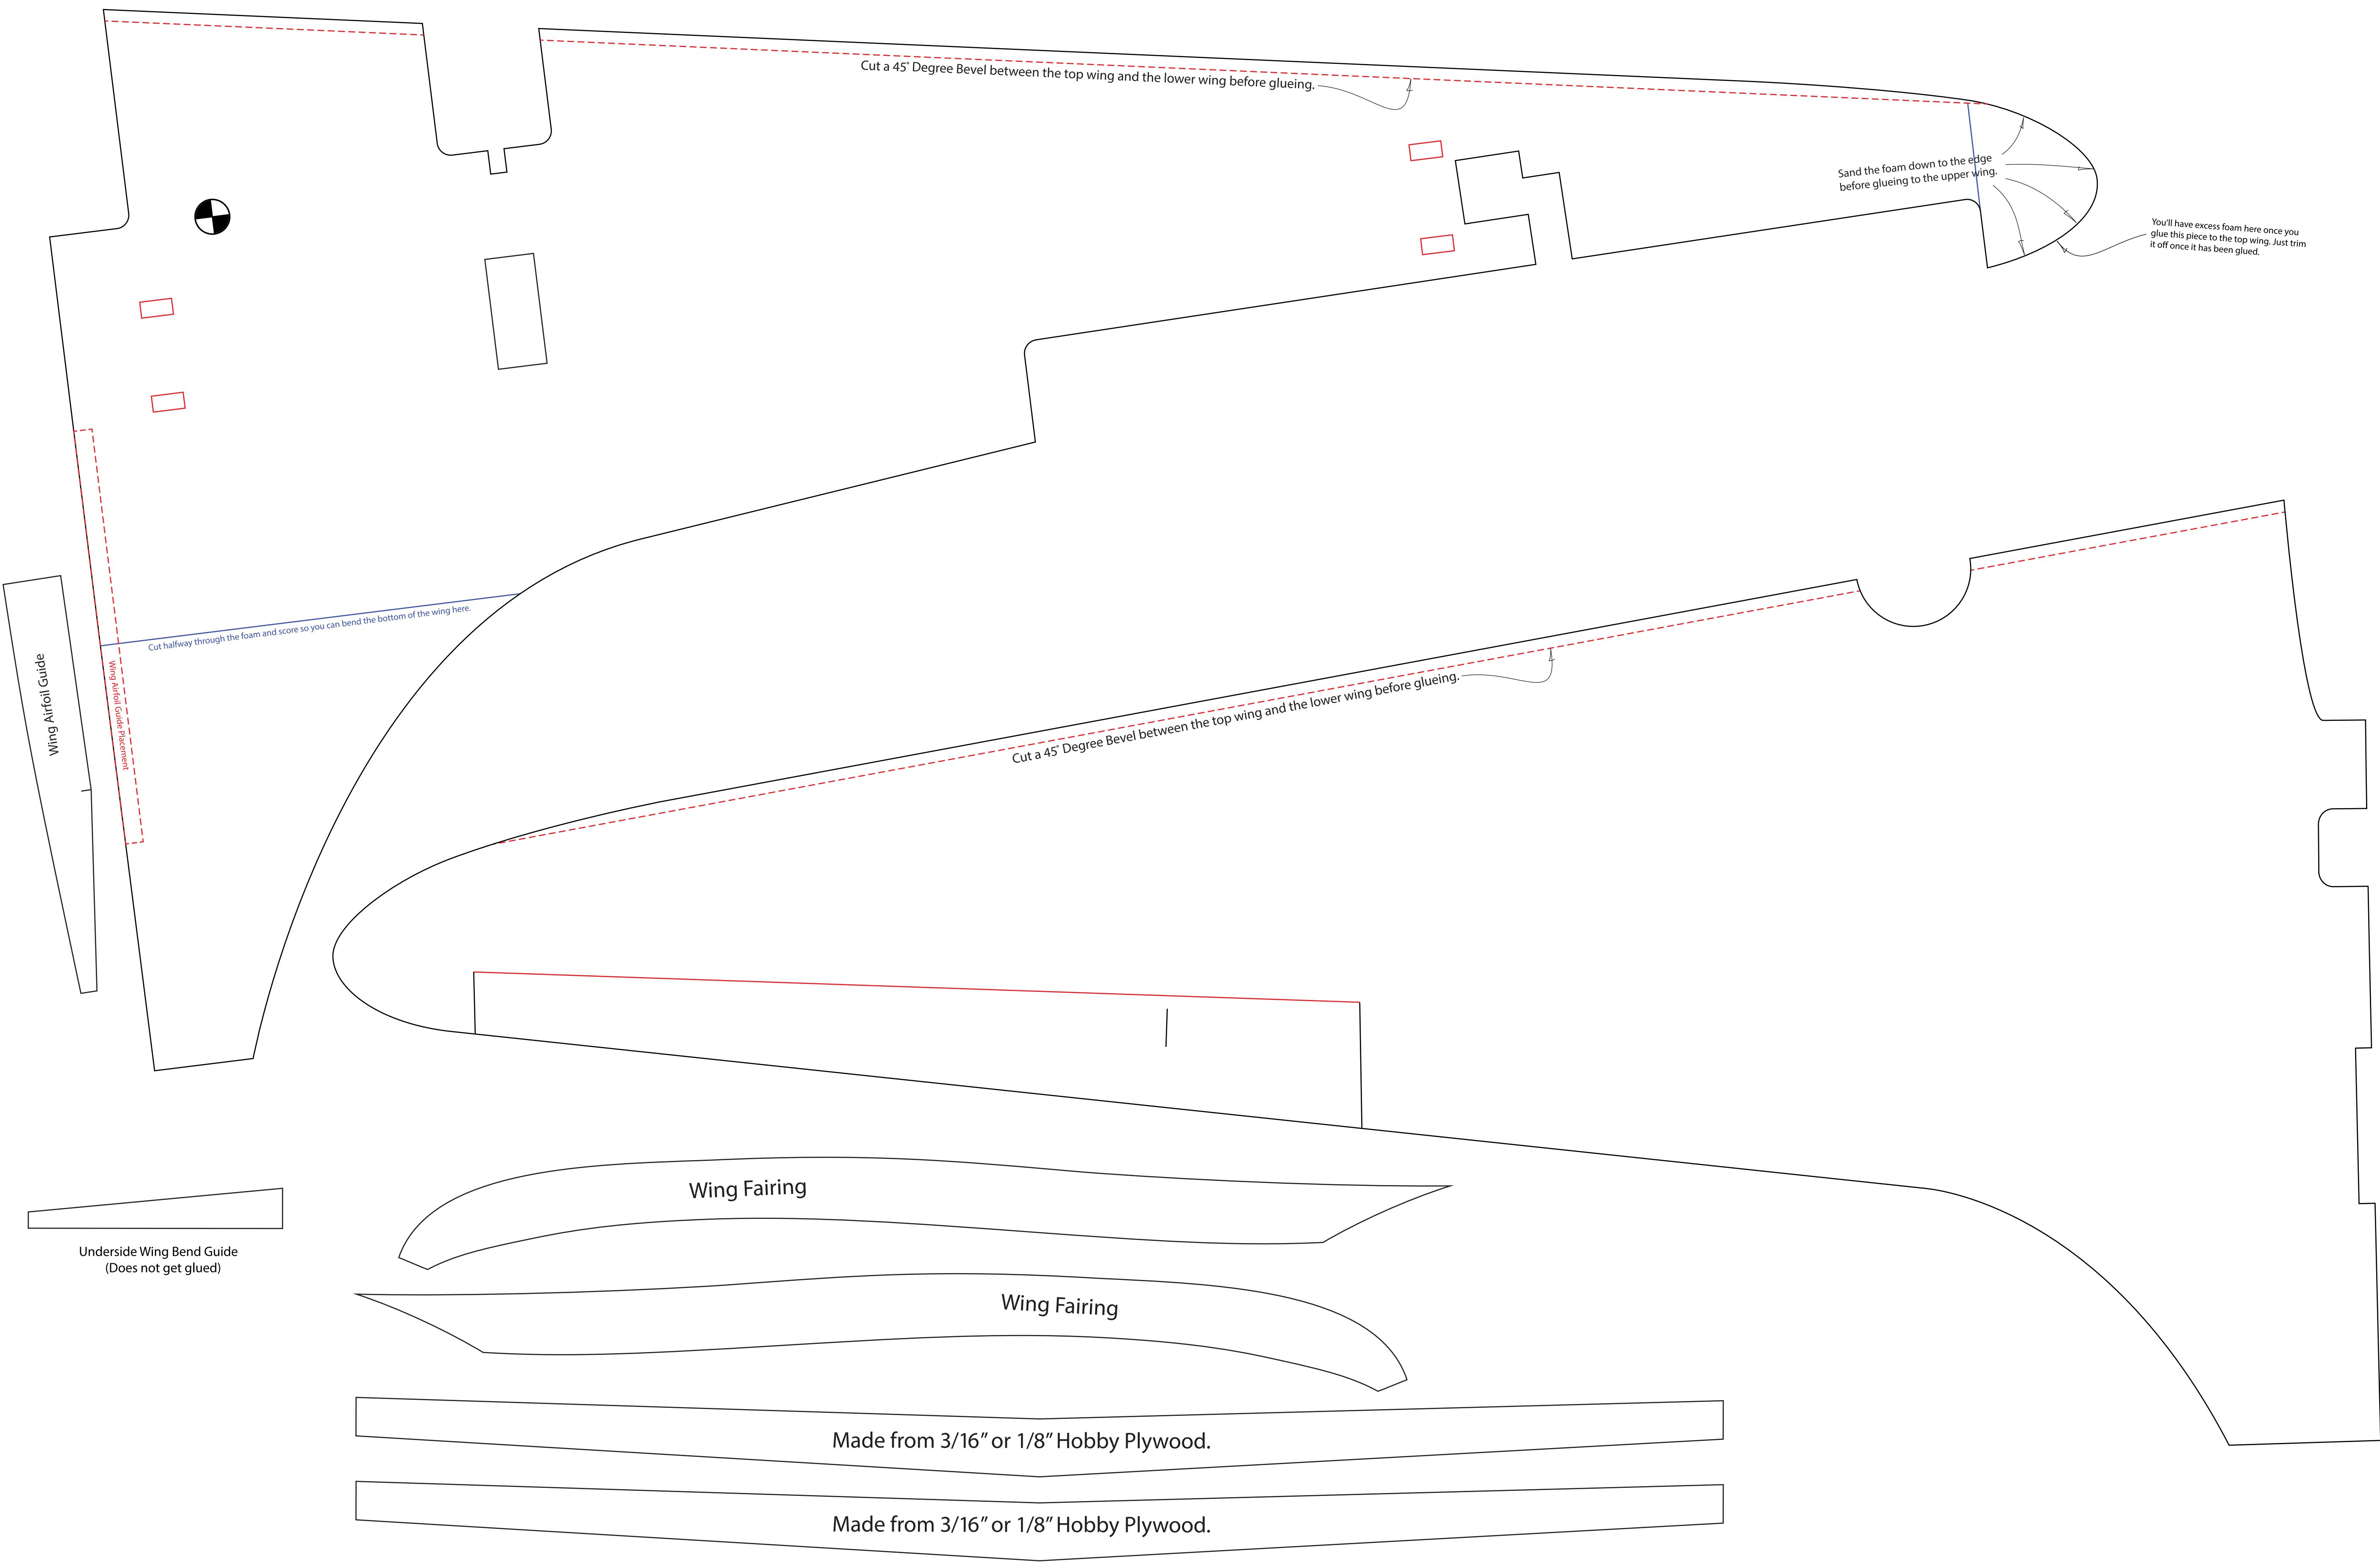 Cut a 45° Degree Bevel between the top wing and the lower wing before glueing.
Sand the foam down to the edge
before glueing to the upper wing.
You'll have excess foam here once you
glue this piece to the top wing. Just trim
it off once it has been glued.
Cut halfway through the foam and score so you can bend the bottom of the wing here.
Wing Airfoil Guide
Wing Airfoil Guide Placement
Cut a 45° Degree Bevel between the top wing and the lower wing before glueing.
Wing Fairing
Underside Wing Bend Guide
(Does not get glued)
Wing Fairing
Made from 3/16” or 1/8” Hobby Plywood.
Made from 3/16” or 1/8” Hobby Plywood.